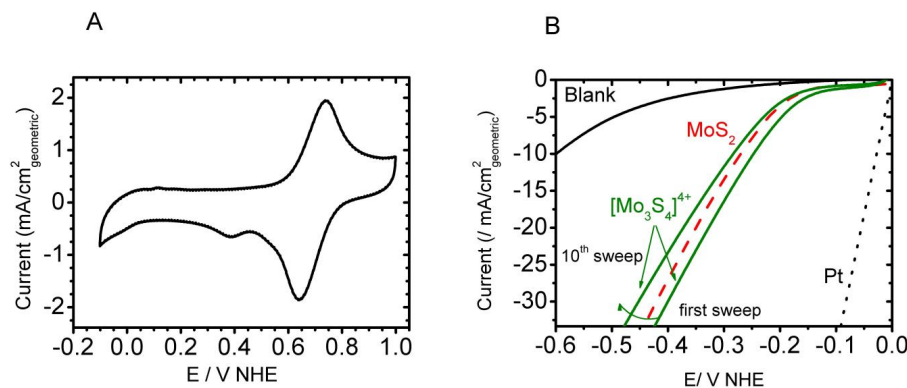 A
B
Current (mA/cm²geometric)
2
1
0
-1
-2
-0.2
0.0
0.2
0.4
0.6
0.8
1.0
E / V NHE
Current (/ mA/cm²geometric)
0
-5
-10
-15
-20
-25
-30
Blank
MoS₂
[Mo₃S₄]⁴⁺
10th sweep
Pt
first sweep
-0.6
-0.5
-0.4
-0.3
-0.2
-0.1
0.00
E/ V NHE